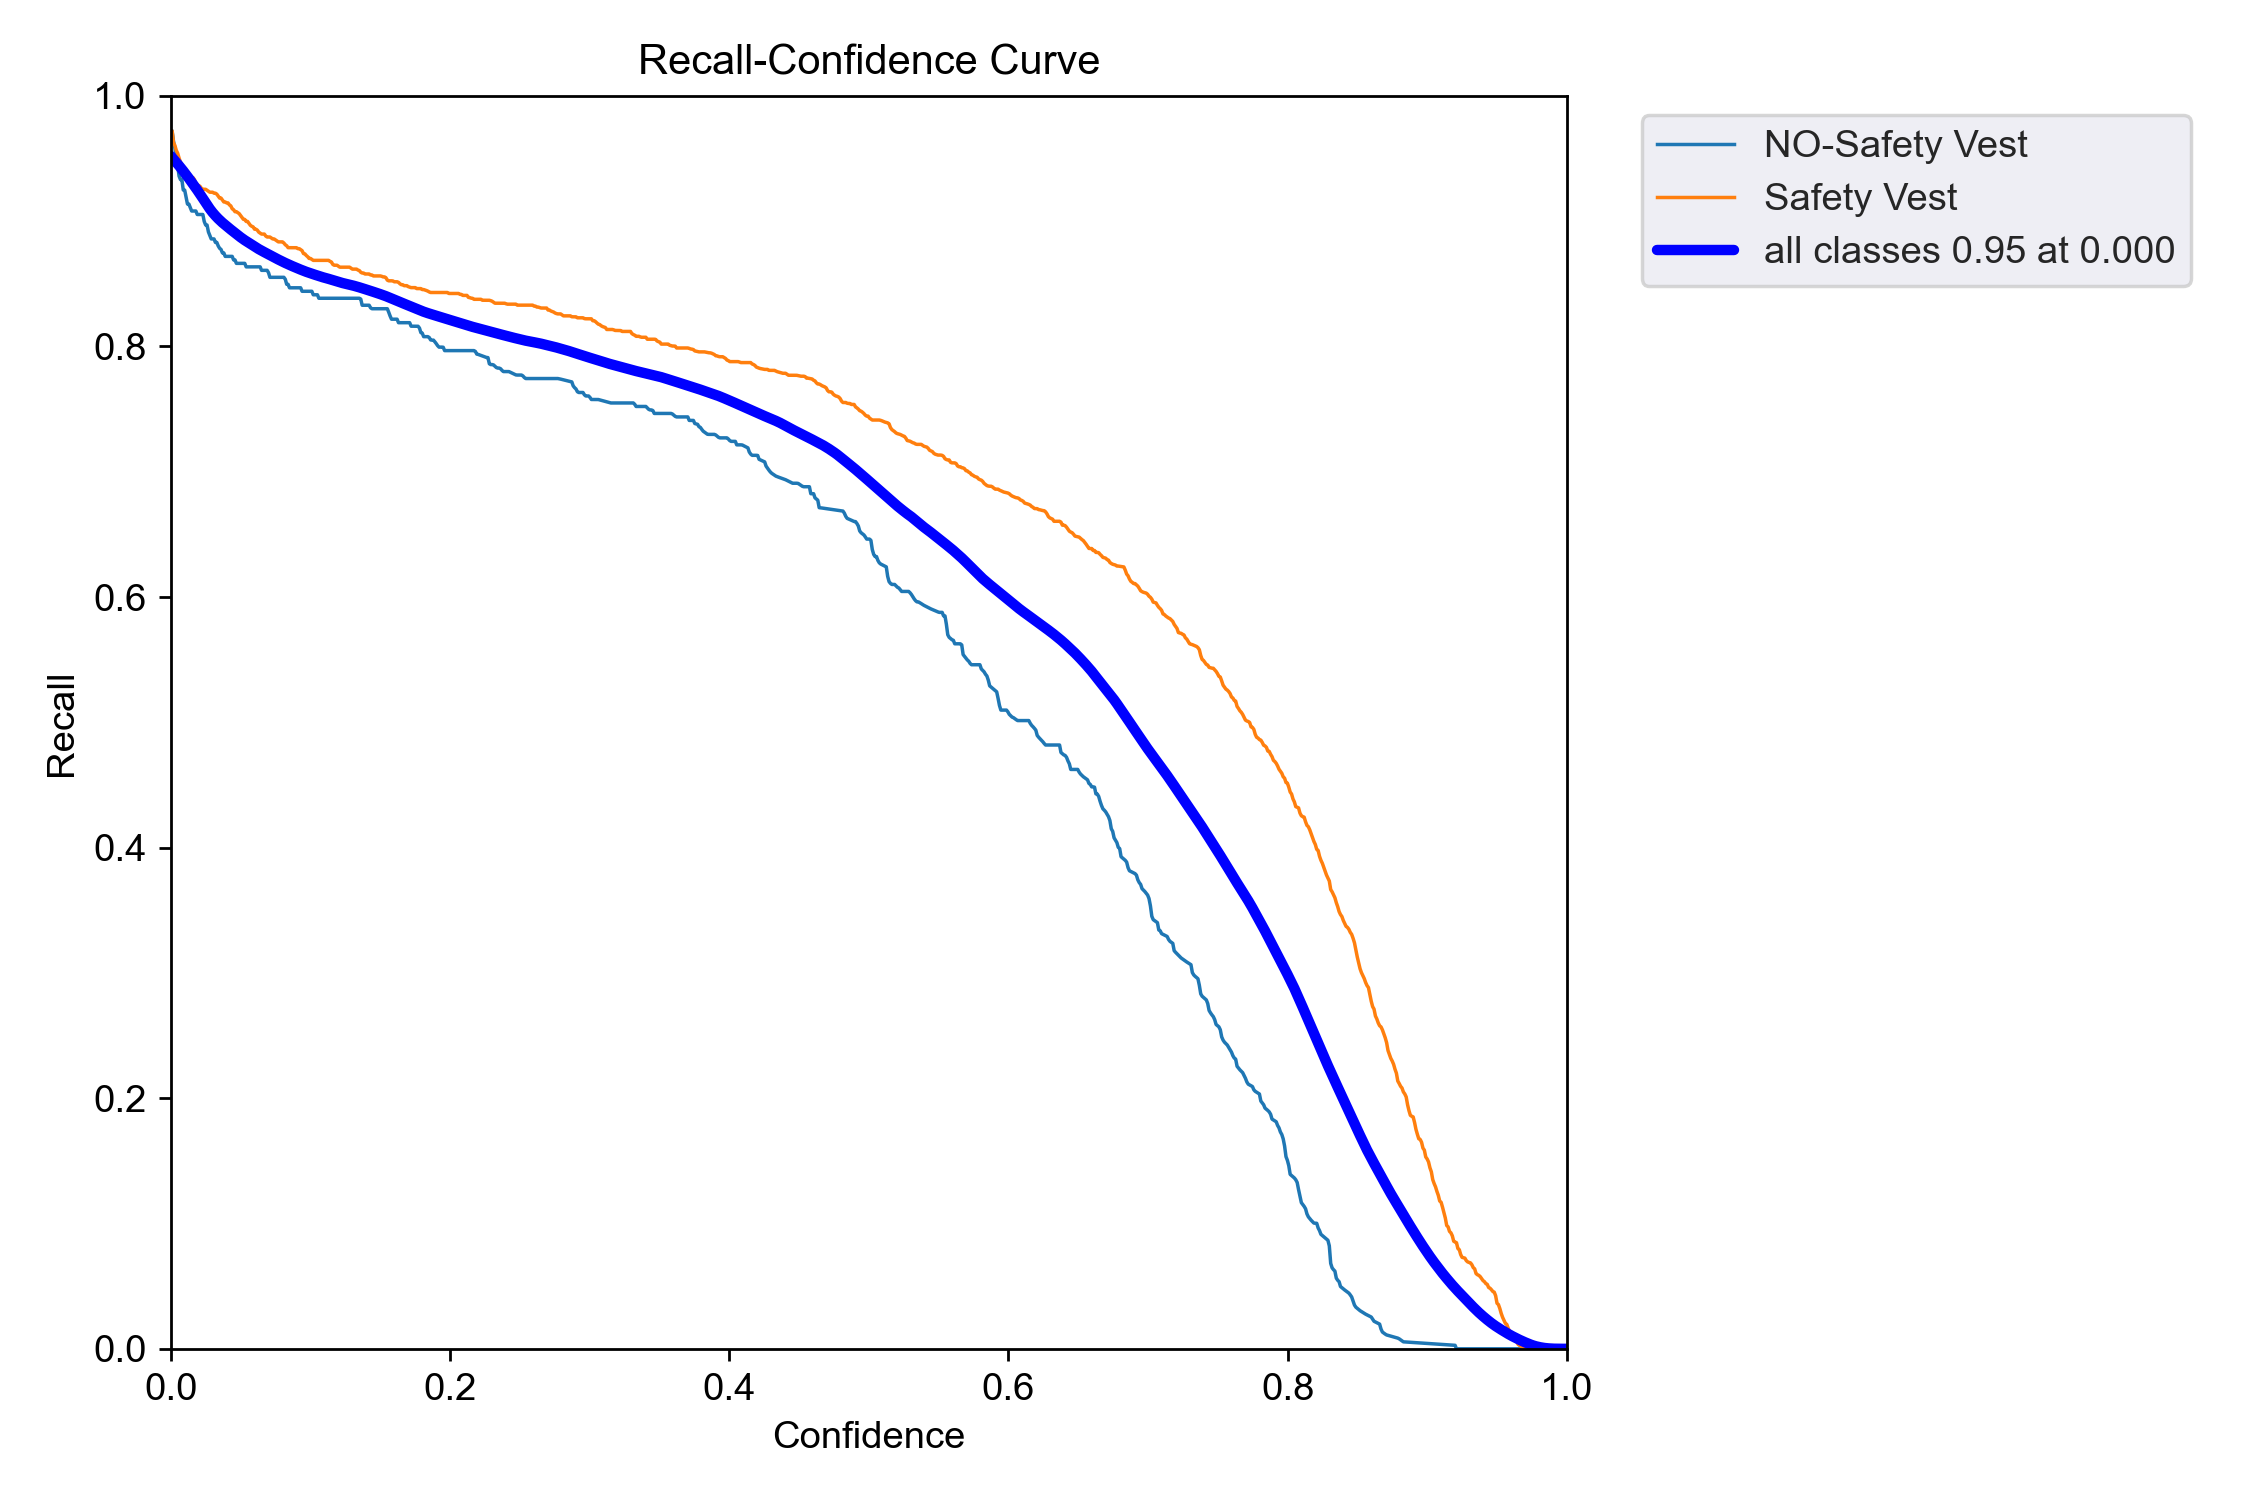 Recall-Confidence Curve
1.0
0.8
0.6
0.4
0.2
0.0
Recall
0.0 0.2 0.4 0.6 0.8 1.0
Confidence
NO-Safety Vest
Safety Vest
all classes 0.95 at 0.000